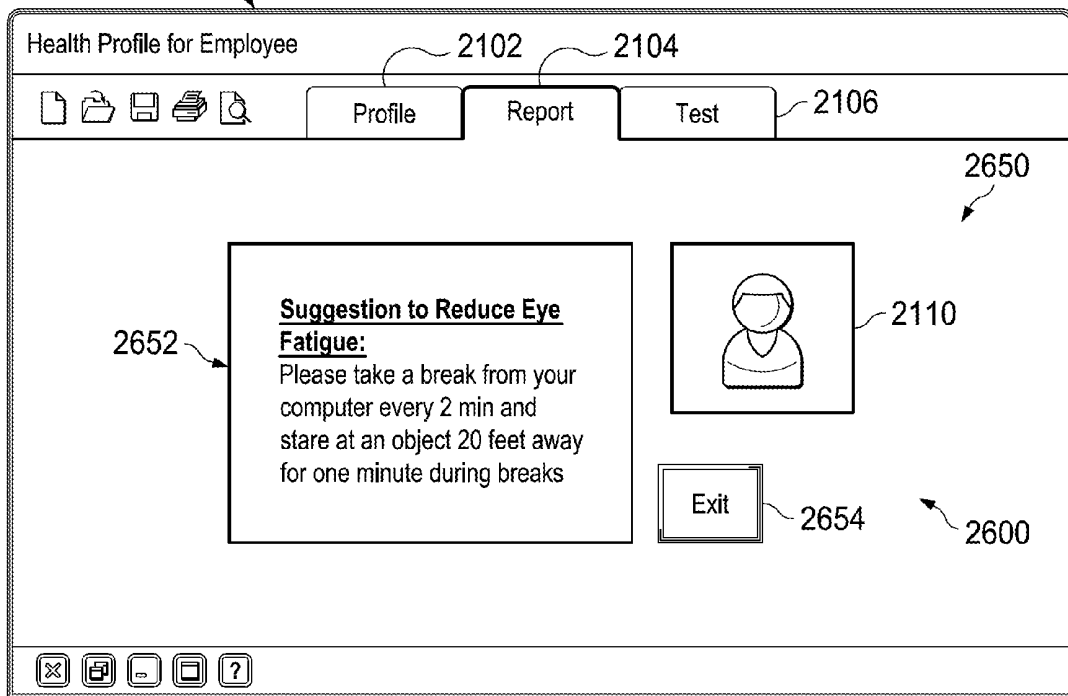 Health Profile for Employee
2102
2104
Profile
Report
Test
2106
2650
Suggestion to Reduce Eye
Fatigue:
Please take a break from your
computer every 2 min and
stare at an object 20 feet away
for one minute during breaks
2652
2110
Exit
2654
2600
?